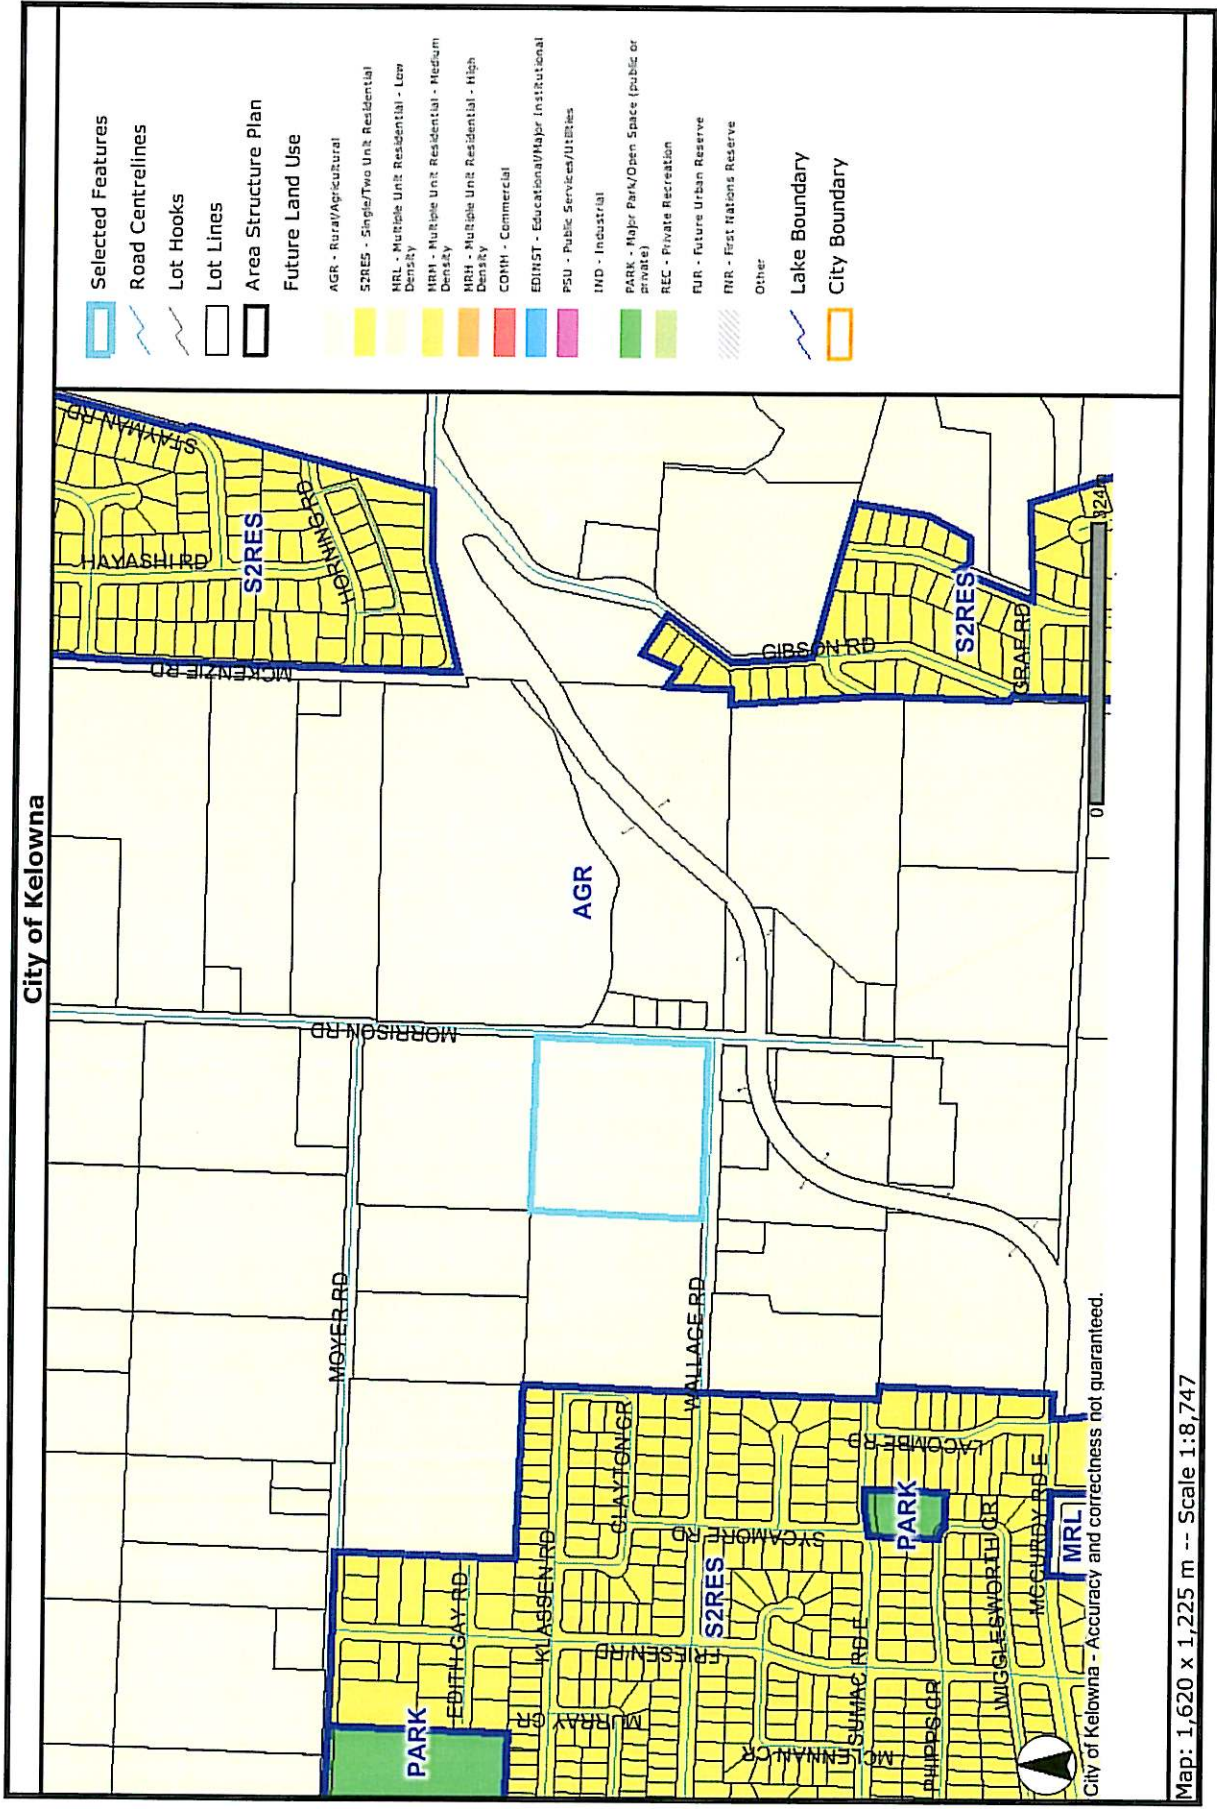 City of Kelowna
STAYMAN RD
HAYASHI RD
S2RES
HORNING RD
MCKENZIE RD
MORRISON RD
MOYER RD
AGR
GIBSON RD
S2RES
GRAF RD
WALLACE RD
CLAYTON CR
KLASSEN RD
EDITH GAY RD
PARK
SYCAMORE RD
S2RES
FRIESEN RD
MURRAY CR
LACOMBE RD
PARK
WIGGLESWORTH CR
MCCURDY RD E
MRL
SUMAC RD E
MCLENNAN CR
PHIPPS CR
0
324m
City of Kelowna - Accuracy and correctness not guaranteed.
Selected Features
Road Centrelines
Lot Hooks
Lot Lines
Area Structure Plan
Future Land Use
AGR - Rural/Agricultural
S2RES - Single/Two Unit Residential
MRL - Multiple Unit Residential - Low
Density
MRM - Multiple Unit Residential - Medium
Density
MRH - Multiple Unit Residential - High
Density
COMM - Commercial
EDINST - Educational/Major Institutional
PSU - Public Services/Utilities
IND - Industrial
PARK - Major Park/Open Space (public or
private)
REC - Private Recreation
FUR - Future Urban Reserve
FNR - First Nations Reserve
Other
Lake Boundary
City Boundary
Map: 1,620 x 1,225 m -- Scale 1:8,747